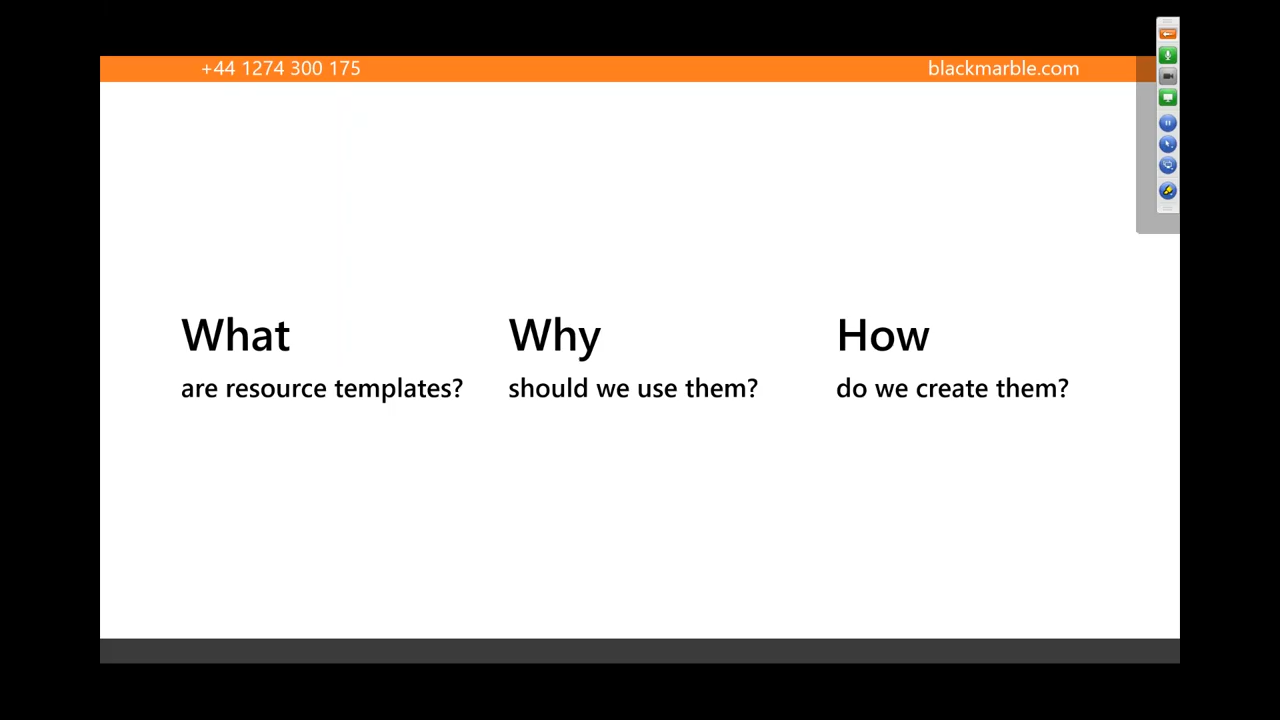 +44 1274 300 175 blackmarble.com
What Why How
are resource templates? should we use them? do we create them?